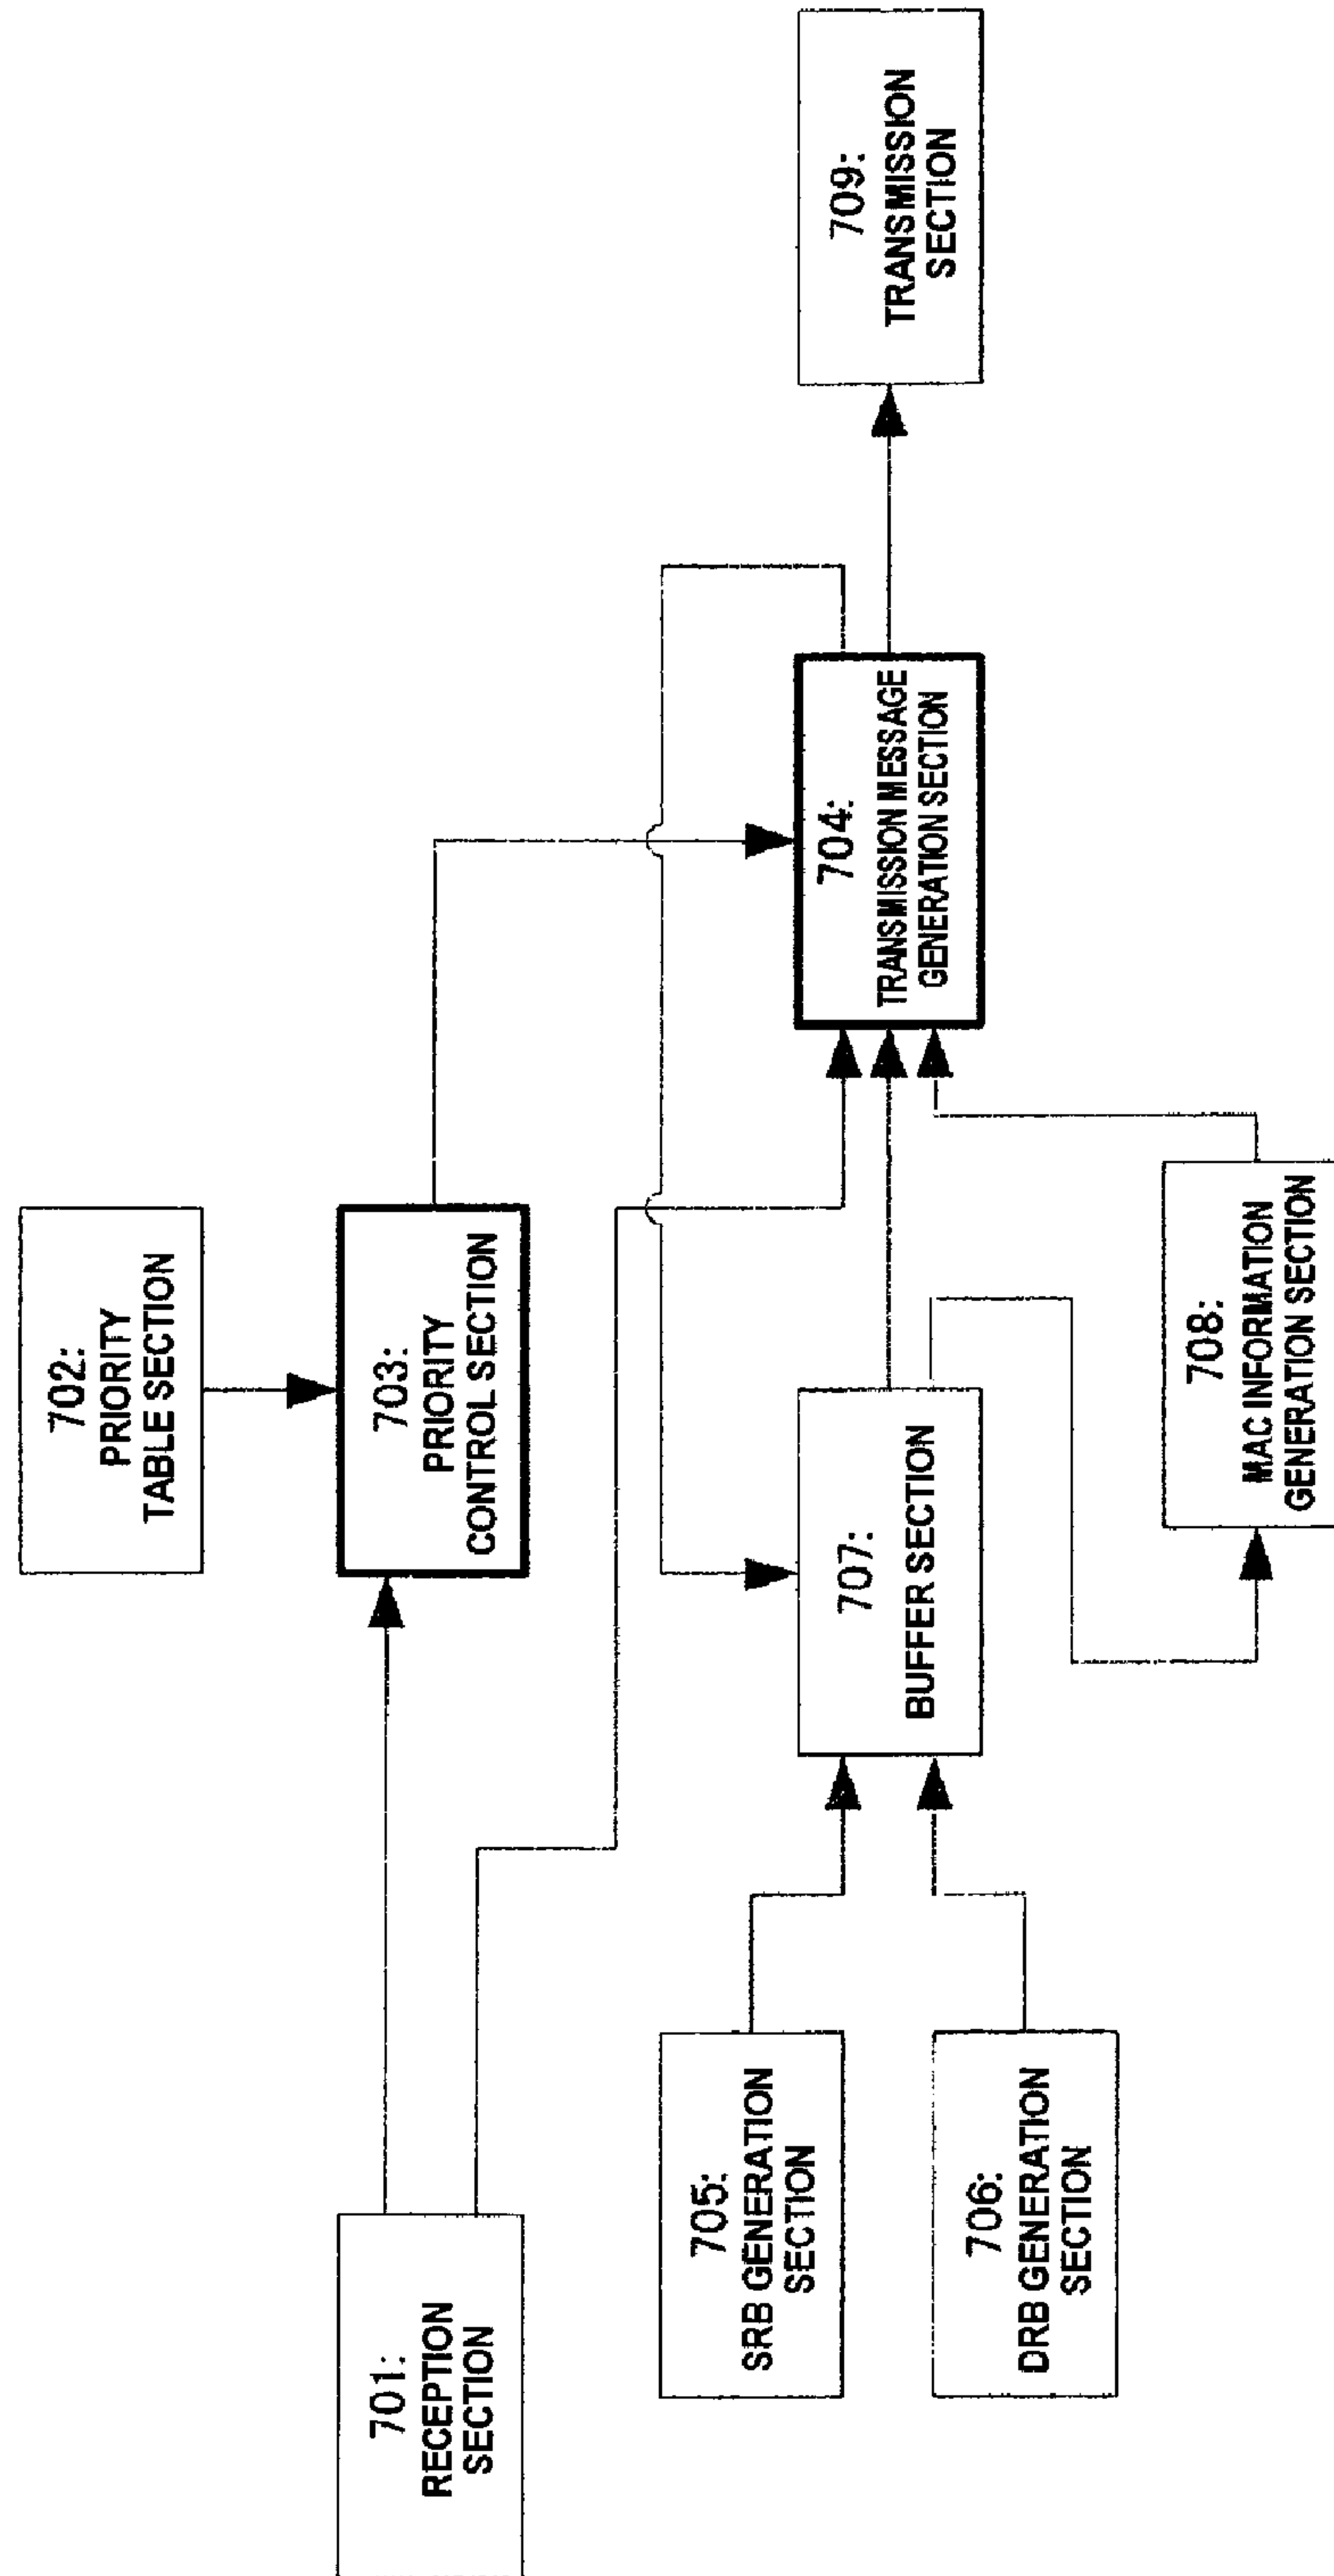 701:
RECEPTION
SECTION
702:
PRIORITY
TABLE SECTION
703:
PRIORITY
CONTROL SECTION
704:
TRANSMISSION MESSAGE
GENERATION SECTION
705:
SRB GENERATION
SECTION
706:
DRB GENERATION
SECTION
707:
BUFFER SECTION
708:
MAC INFORMATION
GENERATION SECTION
709:
TRANSMISSION
SECTION